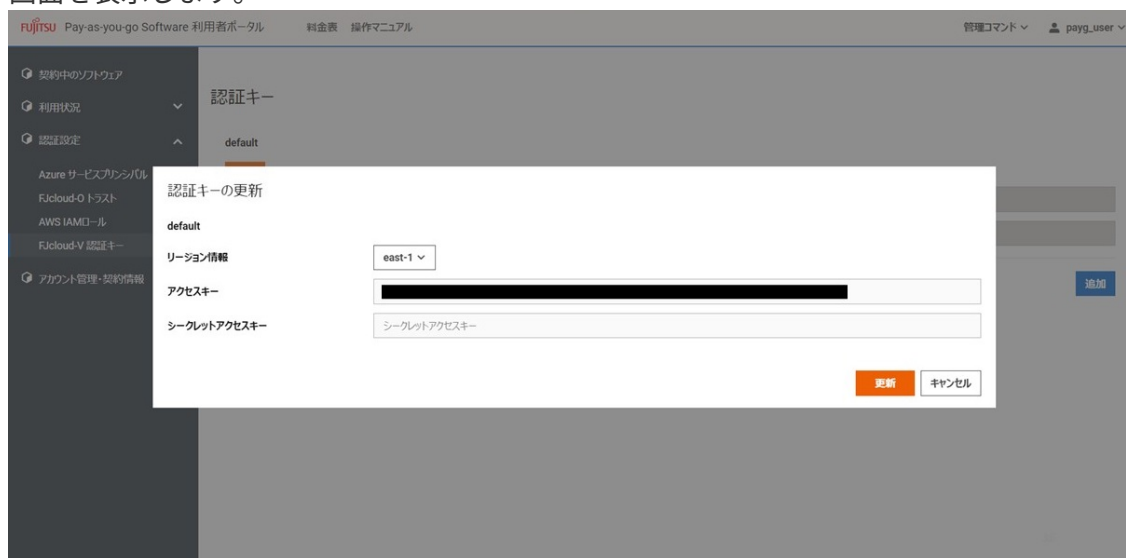 画面を表示します。
FUJITSU Pay-as-you-go Software 利用者ポータル 料金表 操作マニュアル 管理コマンド payg_user
契約中のソフトウェア
利用状況
認証設定
Azure サービスプリンシパル
FJcloud-O トラスト
AWS IAMロール
FJcloud-V 認証キー
アカウント管理・契約情報
認証キー
default
追加
認証キーの更新
default
リージョン情報 east-1
アクセスキー
シークレットアクセスキー シークレットアクセスキー
更新 キャンセル